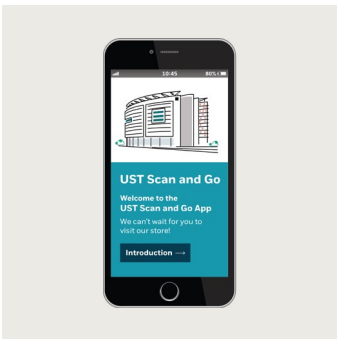 10:45
80%
UST Scan and Go
Welcome to the
UST Scan and Go App
We can't wait for you to
visit our store!
Introduction →